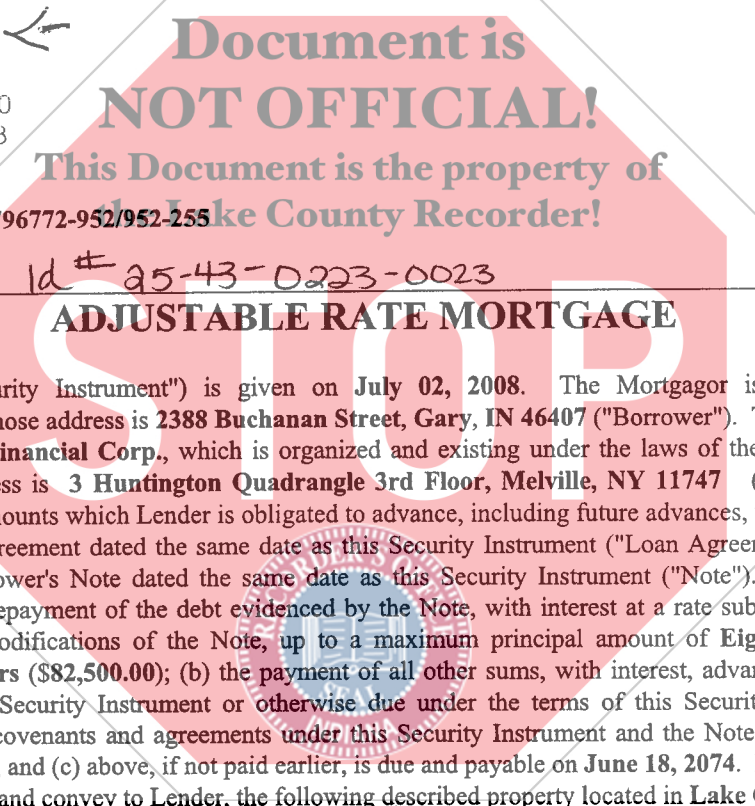 Document is
NOT OFFICIAL!
This Document is the property of
the Lake County Recorder!
96772-952/952-255
Id # 25-43-0223-0023
ADJUSTABLE RATE MORTGAGE
STOP
urity Instrument") is given on July 02, 2008. The Mortgagor is
hose address is 2388 Buchanan Street, Gary, IN 46407 ("Borrower").
inancial Corp., which is organized and existing under the laws of the
ess is 3 Huntington Quadrangle 3rd Floor, Melville, NY 11747 (
nounts which Lender is obligated to advance, including future advances,
greement dated the same date as this Security Instrument ("Loan Agreer
ower's Note dated the same date as this Security Instrument ("Note").
epayment of the debt evidenced by the Note, with interest at a rate sub
odifications of the Note, up to a maximum principal amount of Eig
rs ($82,500.00); (b) the payment of all other sums, with interest, advan
Security Instrument or otherwise due under the terms of this Securit
covenants and agreements under this Security Instrument and the Note
and (c) above, if not paid earlier, is due and payable on June 18, 2074.
and convey to Lender, the following described property located in Lake
SEAL